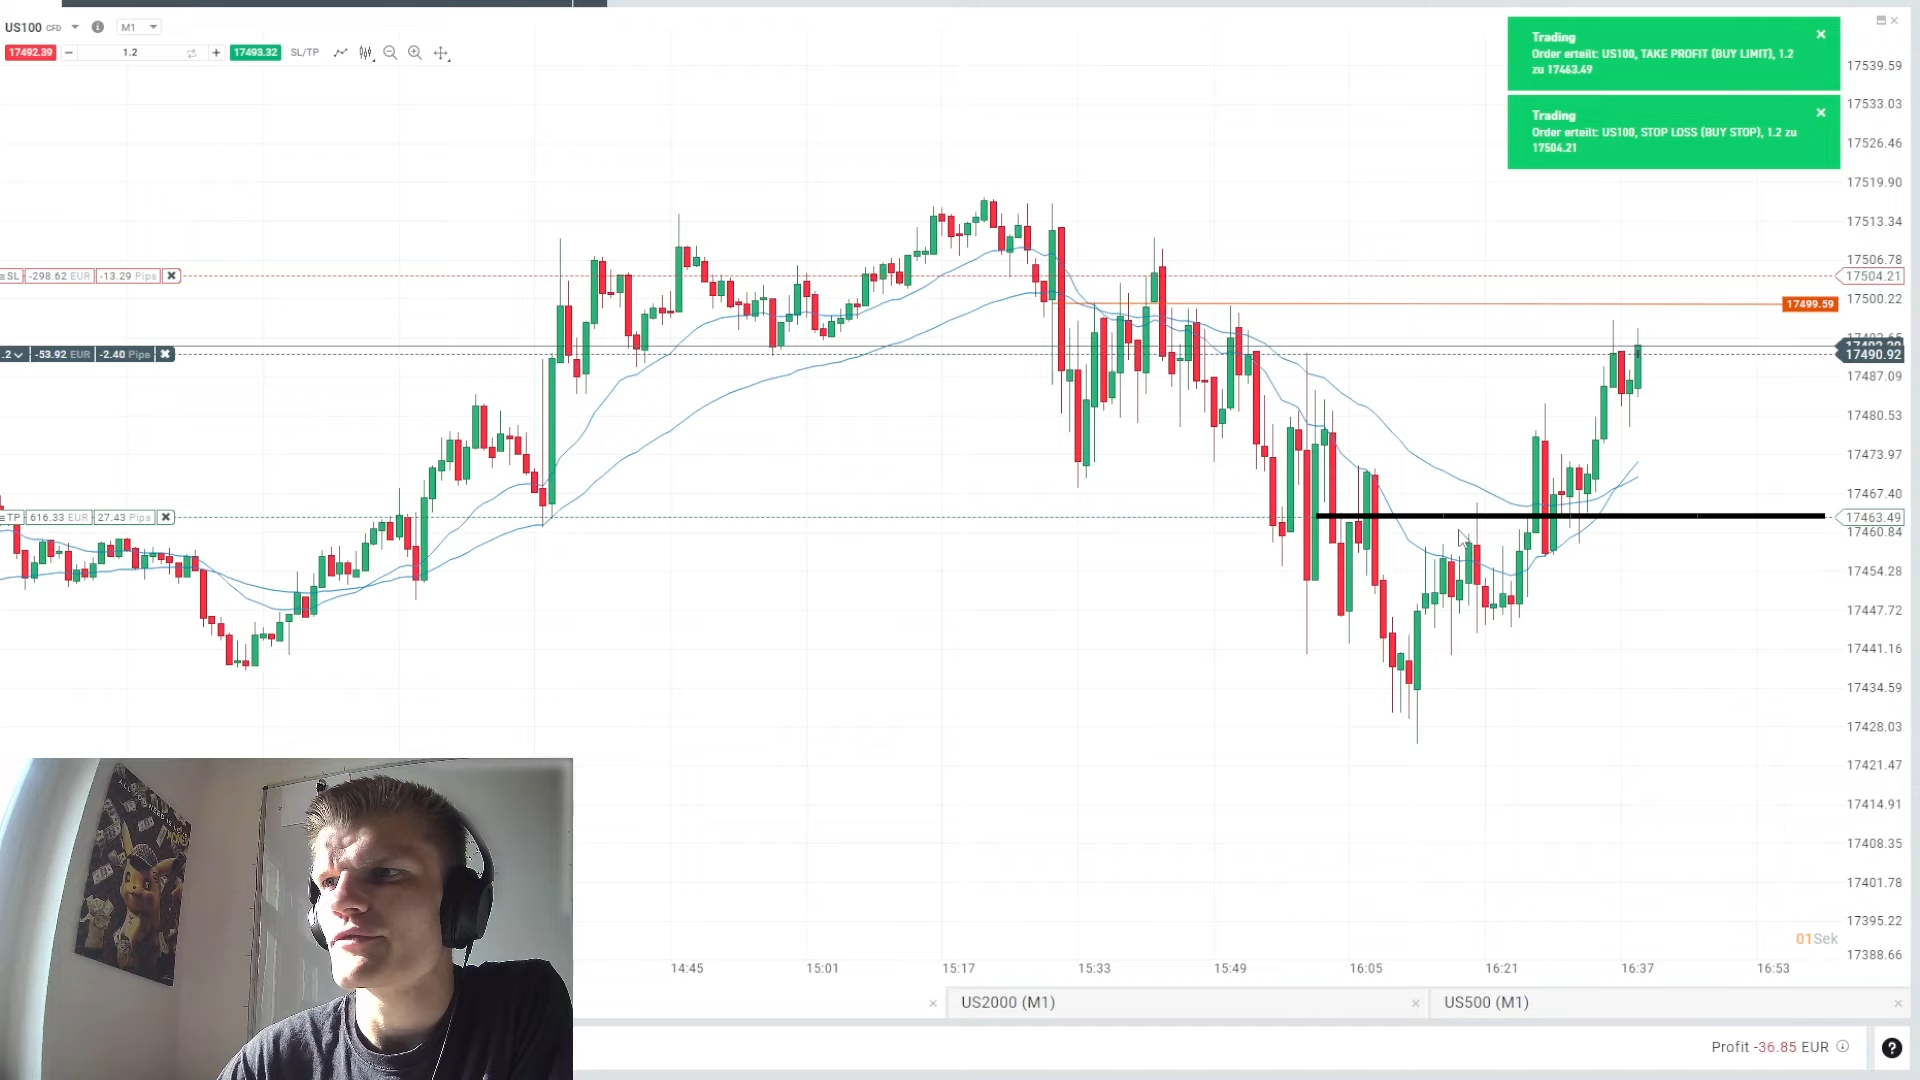 US100 CFD M1
17492.39 − 1.2 + 17493.32 SL/TP
Trading
Order erteilt: US100, TAKE PROFIT (BUY LIMIT), 1.2
zu 17463.49
Trading
Order erteilt: US100, STOP LOSS (BUY STOP), 1.2 zu
17504.21
17539.59
17533.03
17526.46
17519.90
17513.34
17506.78
SL -298.62 EUR -13.29 Pips
17504.21
17500.22
17499.59
.2 -53.92 EUR -2.40 Pips
17490.92
17487.09
17480.53
17473.97
17467.40
TP 616.33 EUR 27.43 Pips
17463.49
17460.84
17454.28
17447.72
17441.16
17434.59
17428.03
17421.47
17414.91
17408.35
17401.78
17395.22
01Sek
17388.66
14:45 15:01 15:17 15:33 15:49 16:05 16:21 16:37 16:53
US2000 (M1) US500 (M1)
Profit -36.85 EUR